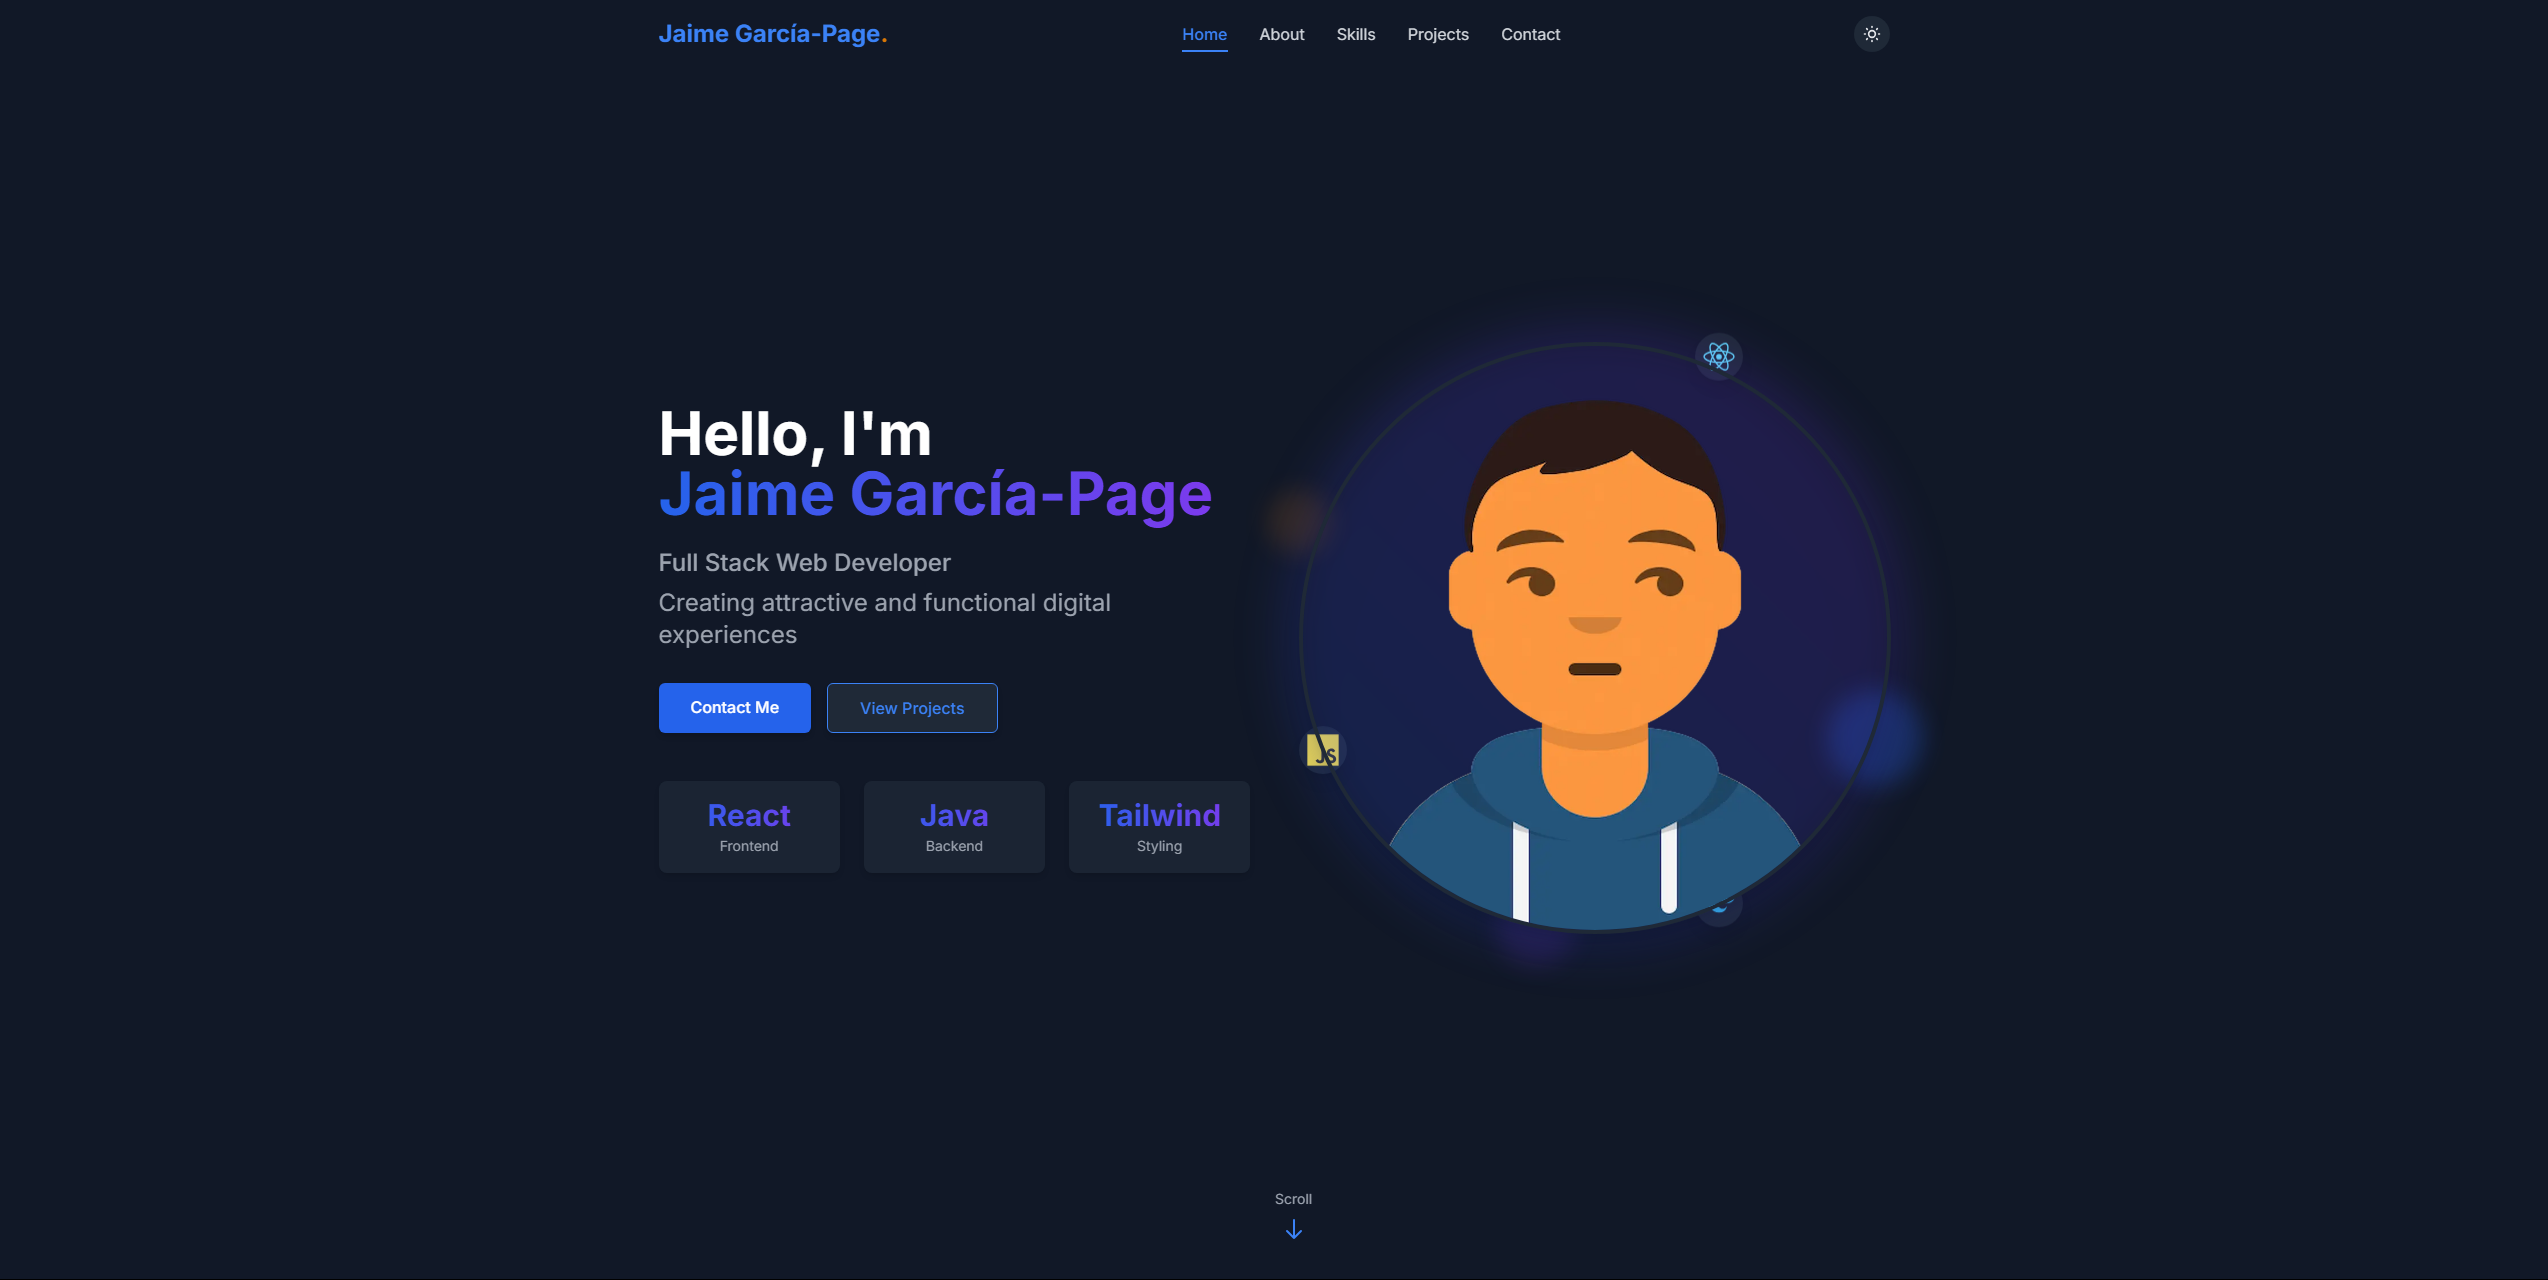 Jaime García-Page.
Home
About
Skills
Projects
Contact
Hello, I'm
Jaime García-Page
Full Stack Web Developer
Creating attractive and functional digital
experiences
Contact Me
View Projects
React
Frontend
Java
Backend
Tailwind
Styling
JS
Scroll